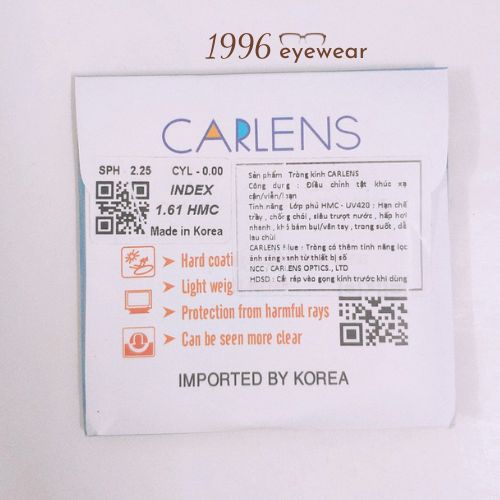 1996 eyewear
CARLENS
SPH 2.25 CYL - 0.00
INDEX
1.61 HMC
Made in Korea
Sản phẩm Tròng kính CARLENS
Công dụng : Điều chỉnh tật khúc xạ
cận/viễn/loạn
Tính năng Lớp phủ HMC - UV420 : Hạn chế
trầy , chống chói , siêu trượt nước , hấp hơi
nhanh , khó bám bụi/vân tay , trong suốt , dễ
lau chùi
CARLENS Blue : Tròng có thêm tính năng lọc
ánh sáng xanh từ thiết bị số
NCC : CARLENS OPTICS., LTD
HDSD : Cắt ráp vào gọng kính trước khi dùng
Hard coati
Light weig
Protection from harmful rays
Can be seen more clear
IMPORTED BY KOREA